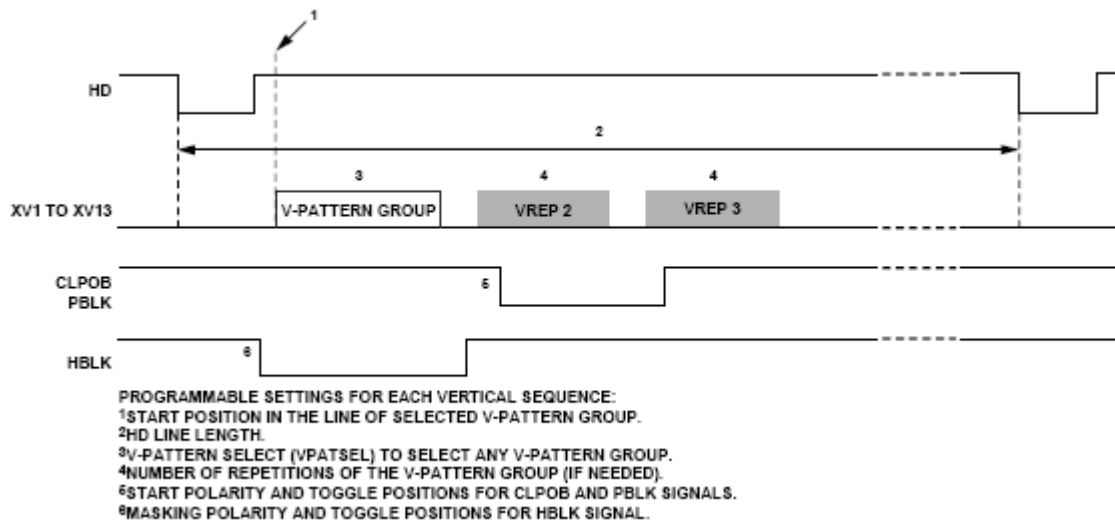 1
HD
2
3
4
4
XV1 TO XV13
V-PATTERN GROUP
VREP 2
VREP 3
CLPOB
PBLK
5
HBLK
6
PROGRAMMABLE SETTINGS FOR EACH VERTICAL SEQUENCE:
1START POSITION IN THE LINE OF SELECTED V-PATTERN GROUP.
2HD LINE LENGTH.
3V-PATTERN SELECT (VPATSEL) TO SELECT ANY V-PATTERN GROUP.
4NUMBER OF REPETITIONS OF THE V-PATTERN GROUP (IF NEEDED).
5START POLARITY AND TOGGLE POSITIONS FOR CLPOB AND PBLK SIGNALS.
6MASKING POLARITY AND TOGGLE POSITIONS FOR HBLK SIGNAL.